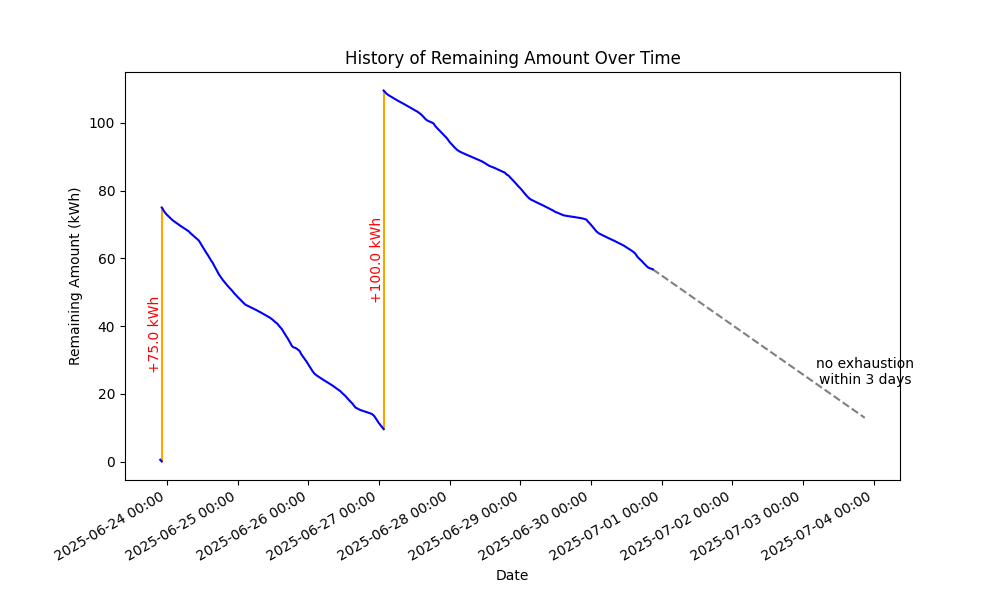 History of Remaining Amount Over Time
Remaining Amount (kWh)
100
80
60
40
20
0
+75.0 kWh
+100.0 kWh
no exhaustion
within 3 days
2025-06-24 00:00
2025-06-25 00:00
2025-06-26 00:00
2025-06-27 00:00
2025-06-28 00:00
2025-06-29 00:00
2025-06-30 00:00
2025-07-01 00:00
2025-07-02 00:00
2025-07-03 00:00
2025-07-04 00:00
Date